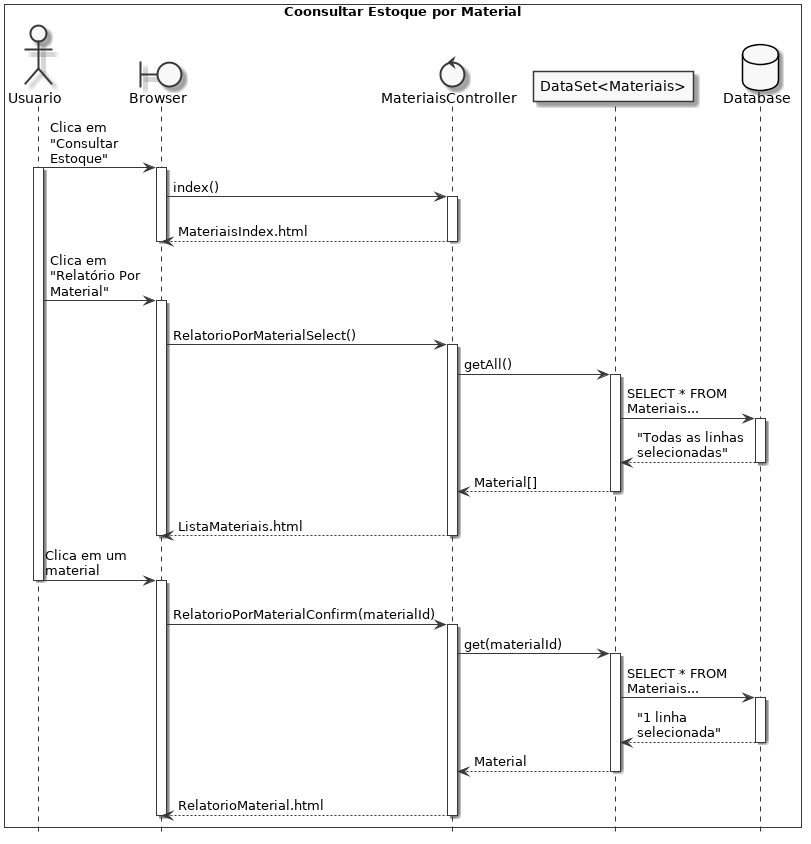 Coonsultar Estoque por Material
Usuario
Browser
MateriaisController
DataSet<Materiais>
Database
Clica em
"Consultar
Estoque"
index()
MateriaisIndex.html
Clica em
"Relatório Por
Material"
RelatorioPorMaterialSelect()
getAll()
SELECT * FROM
Materiais...
"Todas as linhas
selecionadas"
Material[]
ListaMateriais.html
Clica em um
material
RelatorioPorMaterialConfirm(materialId)
get(materialId)
SELECT * FROM
Materiais...
"1 linha
selecionada"
Material
RelatorioMaterial.html